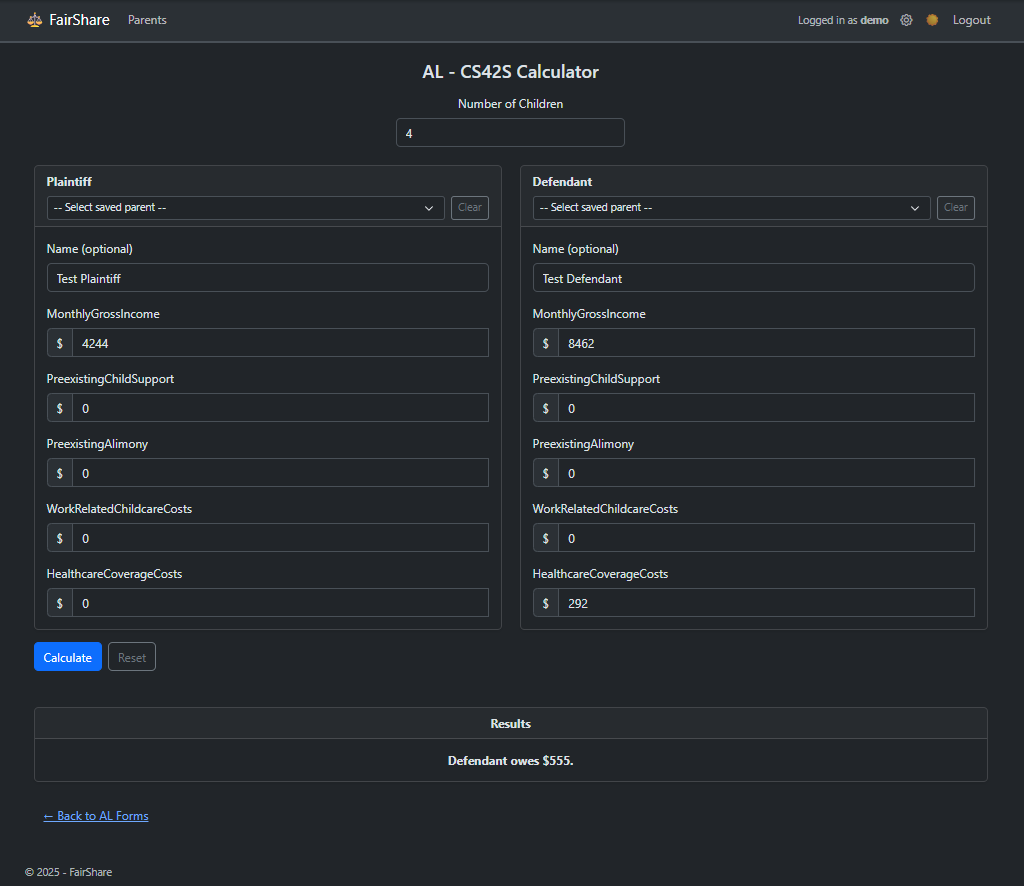 FairShare Parents Logged in as demo Logout
AL - CS42S Calculator
Number of Children
4
Plaintiff
-- Select saved parent -- Clear
Name (optional)
Test Plaintiff
MonthlyGrossIncome
$ 4244
PreexistingChildSupport
$ 0
PreexistingAlimony
$ 0
WorkRelatedChildcareCosts
$ 0
HealthcareCoverageCosts
$ 0
Defendant
-- Select saved parent -- Clear
Name (optional)
Test Defendant
MonthlyGrossIncome
$ 8462
PreexistingChildSupport
$ 0
PreexistingAlimony
$ 0
WorkRelatedChildcareCosts
$ 0
HealthcareCoverageCosts
$ 292
Calculate Reset
Results
Defendant owes $555.
← Back to AL Forms
© 2025 - FairShare